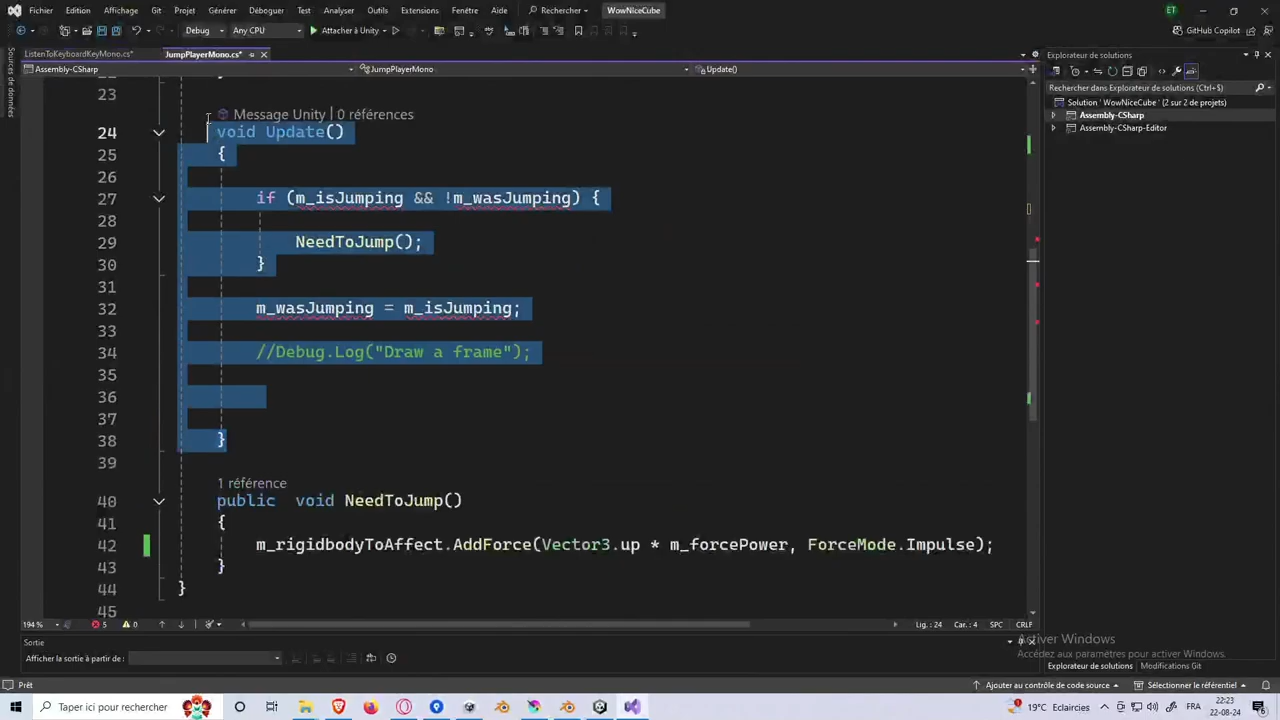 Fichier Edition Affichage Git Projet Générer Déboguer Test Analyser Outils Extensions Fenêtre Aide Rechercher WowNiceCube ET
Debug Any CPU Attacher à Unity GitHub Copilot
Sources de données
ListenToKeyboardKeyMono.cs* JumpPlayerMono.cs* Explorateur de solutions
Assembly-CSharp JumpPlayerMono Update()
Rechercher dans Explorateur de solutions (Ctrl+$)
Solution 'WowNiceCube' (2 sur 2 de projets)
Assembly-CSharp
Assembly-CSharp-Editor
23
Message Unity | 0 références
24 void Update()
25 {
26
27 if (m_isJumping && !m_wasJumping) {
28
29 NeedToJump();
30 }
31
32 m_wasJumping = m_isJumping;
33
34 //Debug.Log("Draw a frame");
35
36
37
38 }
39
1 référence
40 public void NeedToJump()
41 {
42 m_rigidbodyToAffect.AddForce(Vector3.up * m_forcePower, ForceMode.Impulse);
43 }
44 }
45
194 % 5 0 Lig. : 24 Car. : 4 SPC CRLF
Sortie
Afficher la sortie à partir de :
Activer Windows
Accédez aux paramètres pour activer Windows.
Explorateur de solutions Modifications Git
Prêt Ajouter au contrôle de code source Sélectionner le référentiel
Taper ici pour rechercher 19°C Eclaircies FRA 22:23 22-08-24